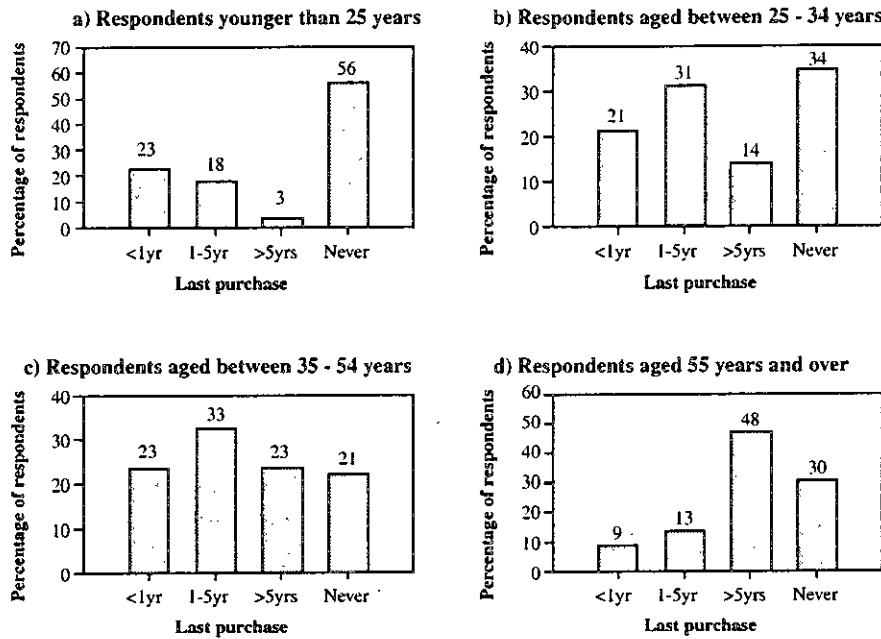 a) Respondents younger than 25 years
Percentage of respondents
70
60
50
40
30
20
10
0
23
18
3
56
<1yr
1-5yr
>5yrs
Never
Last purchase
b) Respondents aged between 25 - 34 years
Percentage of respondents
40
30
20
10
0
21
31
14
34
<1yr
1-5yr
>5yrs
Never
Last purchase
c) Respondents aged between 35 - 54 years
Percentage of respondents
40
30
20
10
0
23
33
23
21
<1yr
1-5yr
>5yrs
Never
Last purchase
d) Respondents aged 55 years and over
Percentage of respondents
60
50
40
30
20
10
0
9
13
48
30
<1yr
1-5yr
>5yrs
Never
Last purchase